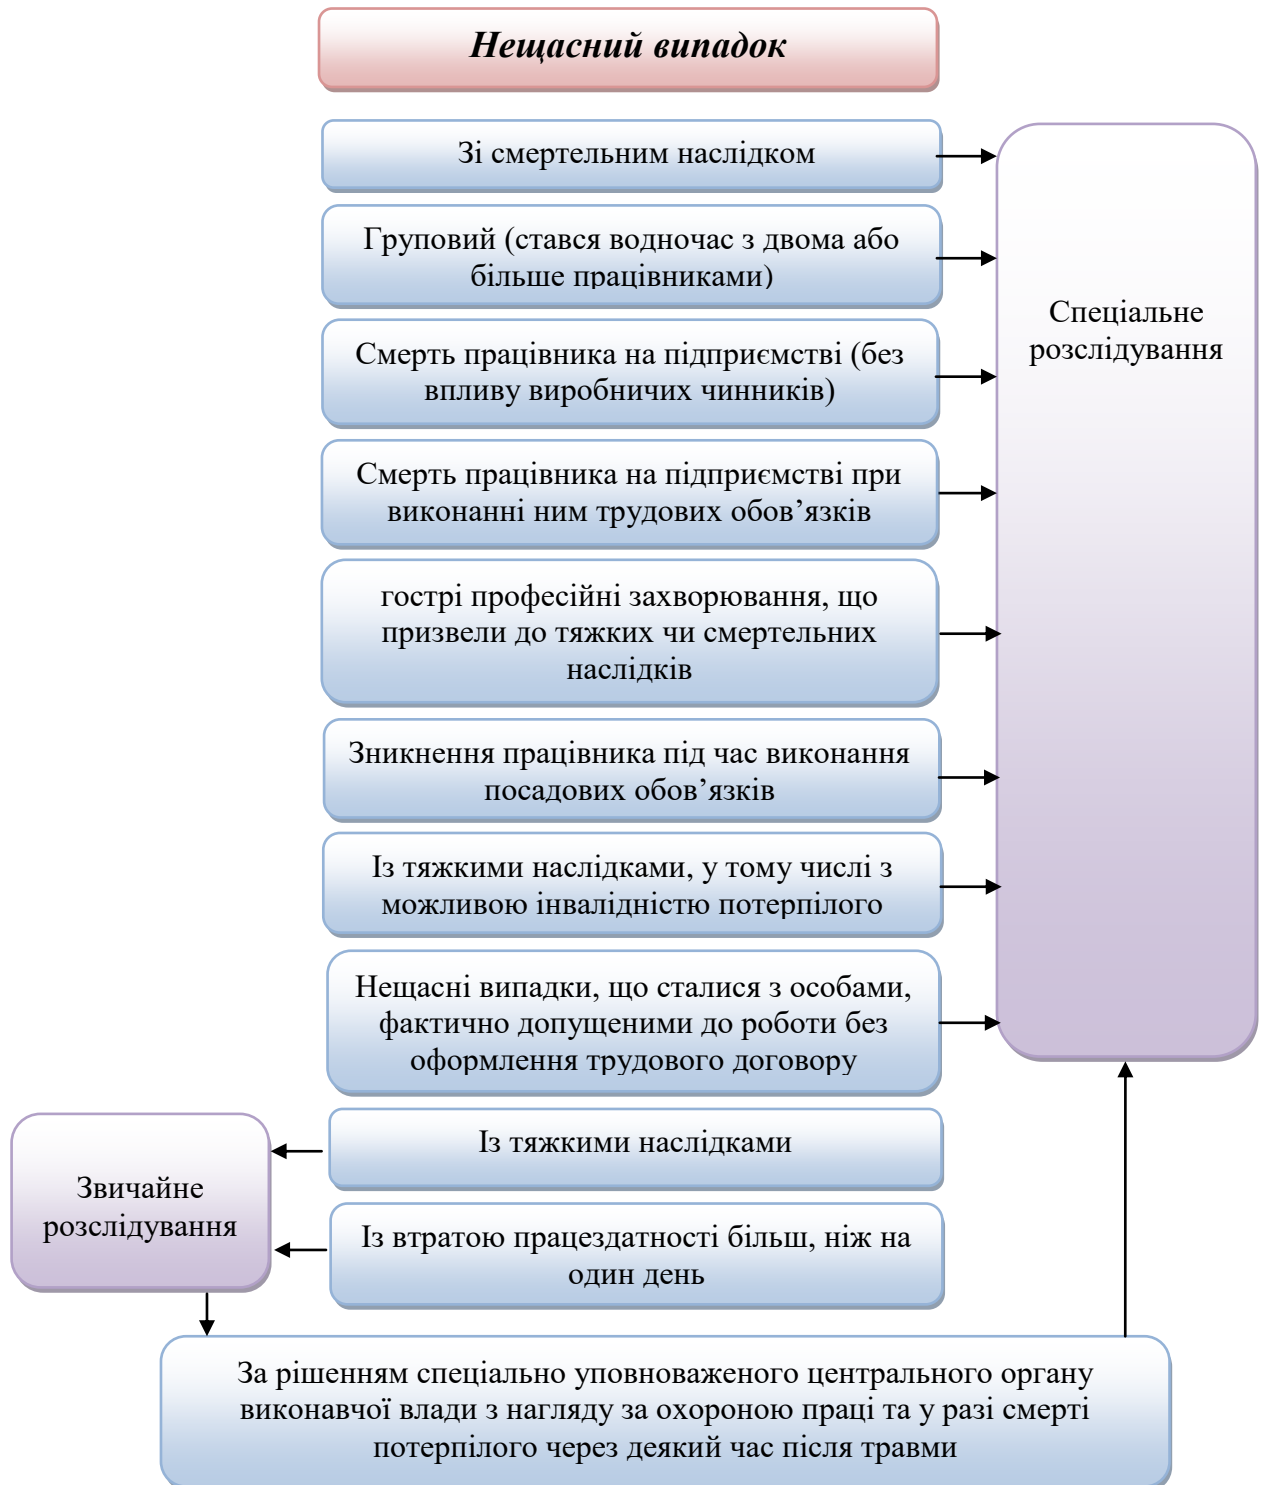 Нещасний випадок
Зі смертельним наслідком
Груповий (стався водночас з двома або
більше працівниками)
Смерть працівника на підприємстві (без
впливу виробничих чинників)
Смерть працівника на підприємстві при
виконанні ним трудових обов’язків
гострі професійні захворювання, що
призвели до тяжких чи смертельних
наслідків
Зникнення працівника під час виконання
посадових обов’язків
Із тяжкими наслідками, у тому числі з
можливою інвалідністю потерпілого
Нещасні випадки, що сталися з особами,
фактично допущеними до роботи без
оформлення трудового договору
Спеціальне
розслідування
Із тяжкими наслідками
Із втратою працездатності більш, ніж на
один день
Звичайне
розслідування
За рішенням спеціально уповноваженого центрального органу
виконавчої влади з нагляду за охороною праці та у разі смерті
потерпілого через деякий час після травми